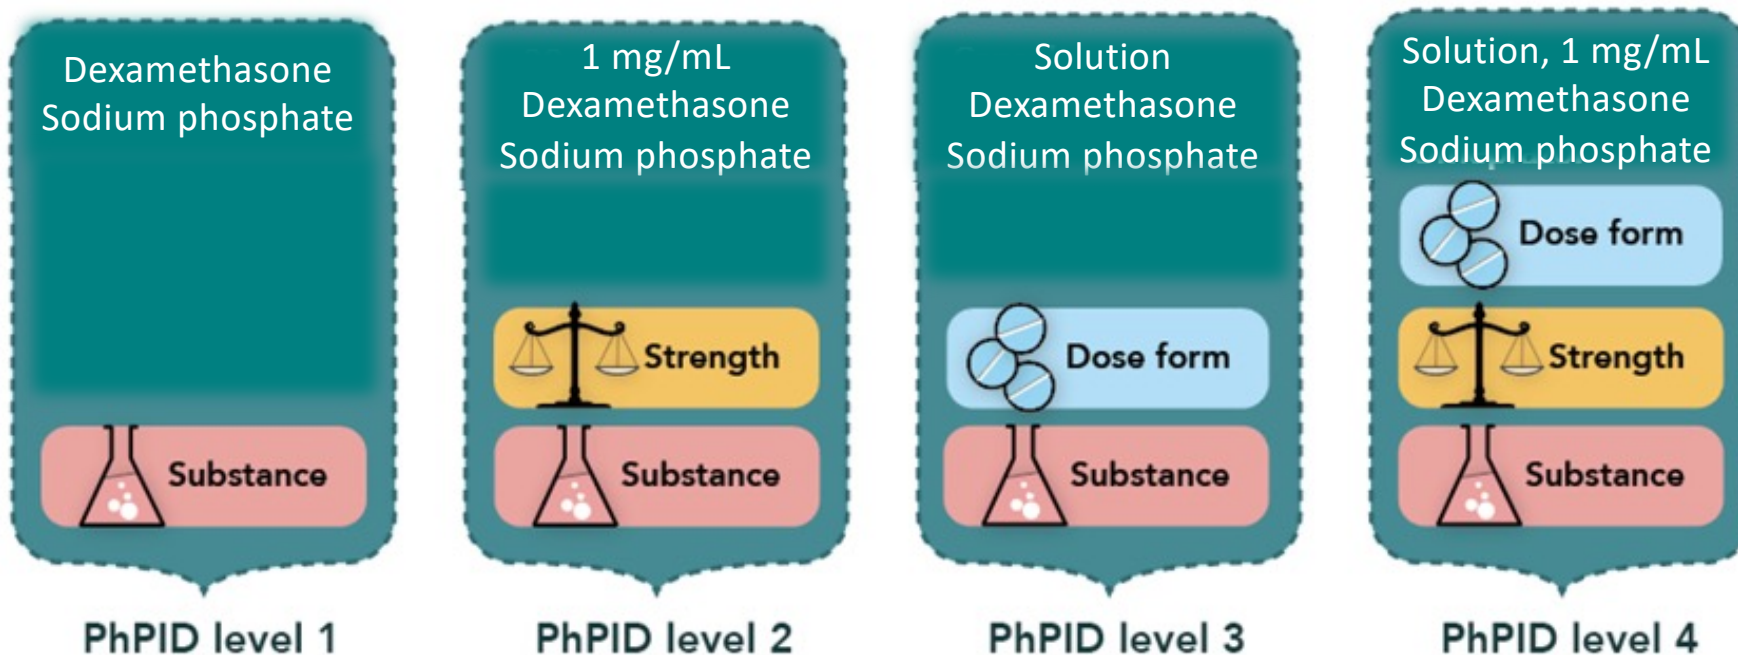 Dexamethasone
Sodium phosphate
Substance
PhPID level 1
1 mg/mL
Dexamethasone
Sodium phosphate
Strength
Substance
PhPID level 2
Solution
Dexamethasone
Sodium phosphate
Dose form
Substance
PhPID level 3
Solution, 1 mg/mL
Dexamethasone
Sodium phosphate
Dose form
Strength
Substance
PhPID level 4